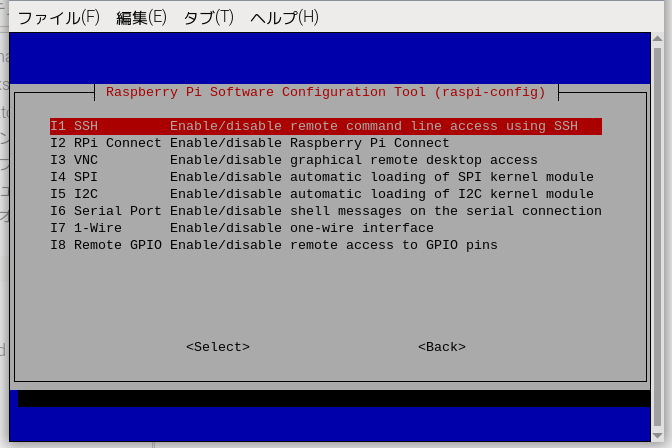 ファイル(F) 編集(E) タブ(T) ヘルプ(H)
Raspberry Pi Software Configuration Tool (raspi-config)
I1 SSH Enable/disable remote command line access using SSH
I2 RPi Connect Enable/disable Raspberry Pi Connect
I3 VNC Enable/disable graphical remote desktop access
I4 SPI Enable/disable automatic loading of SPI kernel module
I5 I2C Enable/disable automatic loading of I2C kernel module
I6 Serial Port Enable/disable shell messages on the serial connection
I7 1-Wire Enable/disable one-wire interface
I8 Remote GPIO Enable/disable remote access to GPIO pins
<Select> <Back>